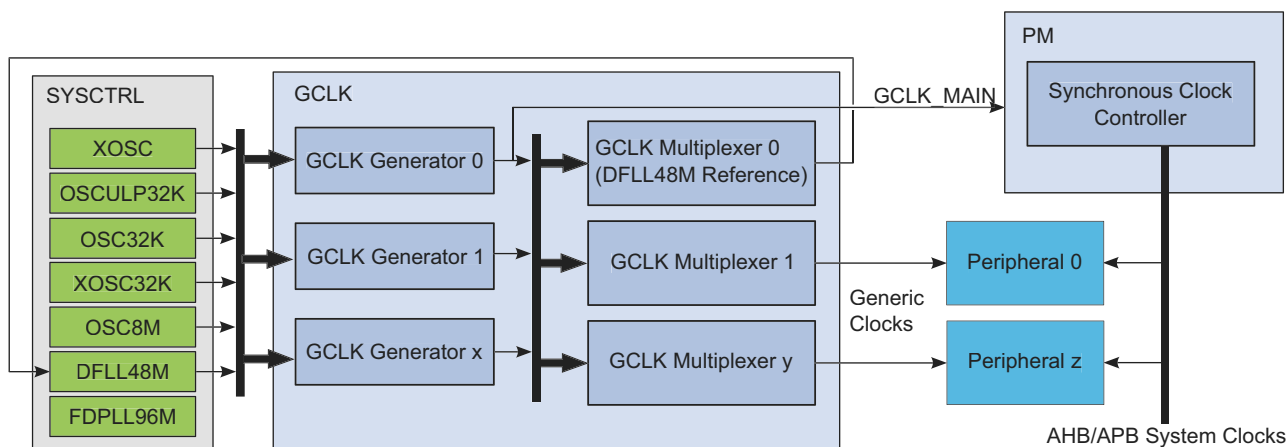 SYSCTRL
XOSC
OSCULP32K
OSC32K
XOSC32K
OSC8M
DFLL48M
FDPLL96M
GCLK
GCLK Generator 0
GCLK Generator 1
GCLK Generator x
GCLK Multiplexer 0
(DFLL48M Reference)
GCLK Multiplexer 1
GCLK Multiplexer y
GCLK_MAIN
Generic
Clocks
PM
Synchronous Clock
Controller
Peripheral 0
Peripheral z
AHB/APB System Clocks